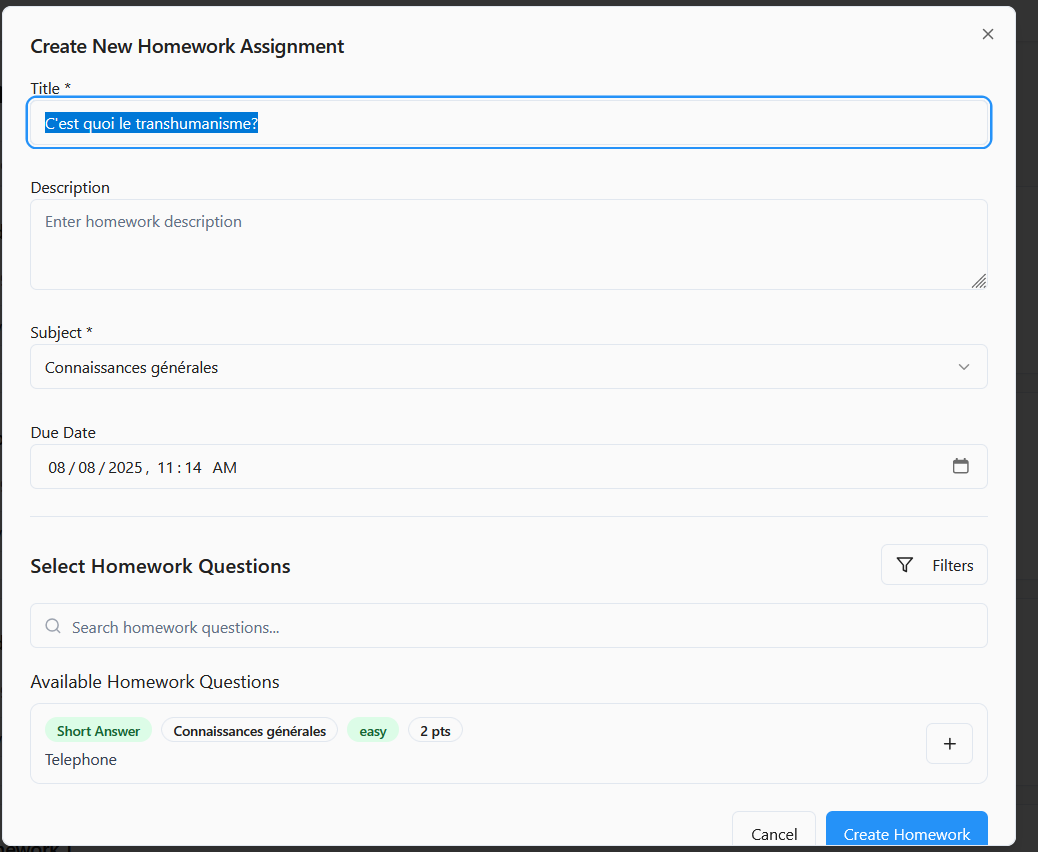 Create New Homework Assignment
Title *
C'est quoi le transhumanisme?
Description
Enter homework description
Subject *
Connaissances générales
Due Date
08/08/2025, 11:14 AM
Select Homework Questions
Filters
Search homework questions...
Available Homework Questions
Short Answer Connaissances générales easy 2 pts
Telephone
+
Cancel Create Homework